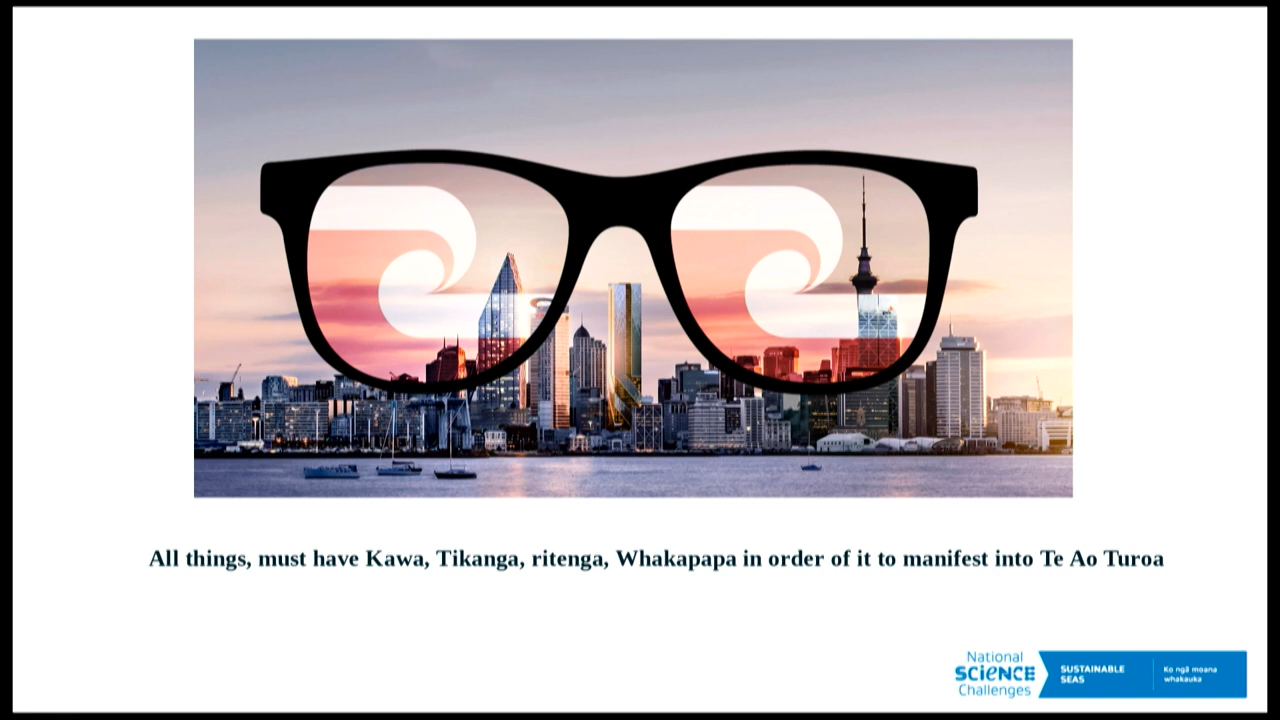 All things, must have Kawa, Tikanga, ritenga, Whakapapa in order of it to manifest into Te Ao Turoa
National
SCIENCE
Challenges
SUSTAINABLE
SEAS
Ko ngā moana
whakauka